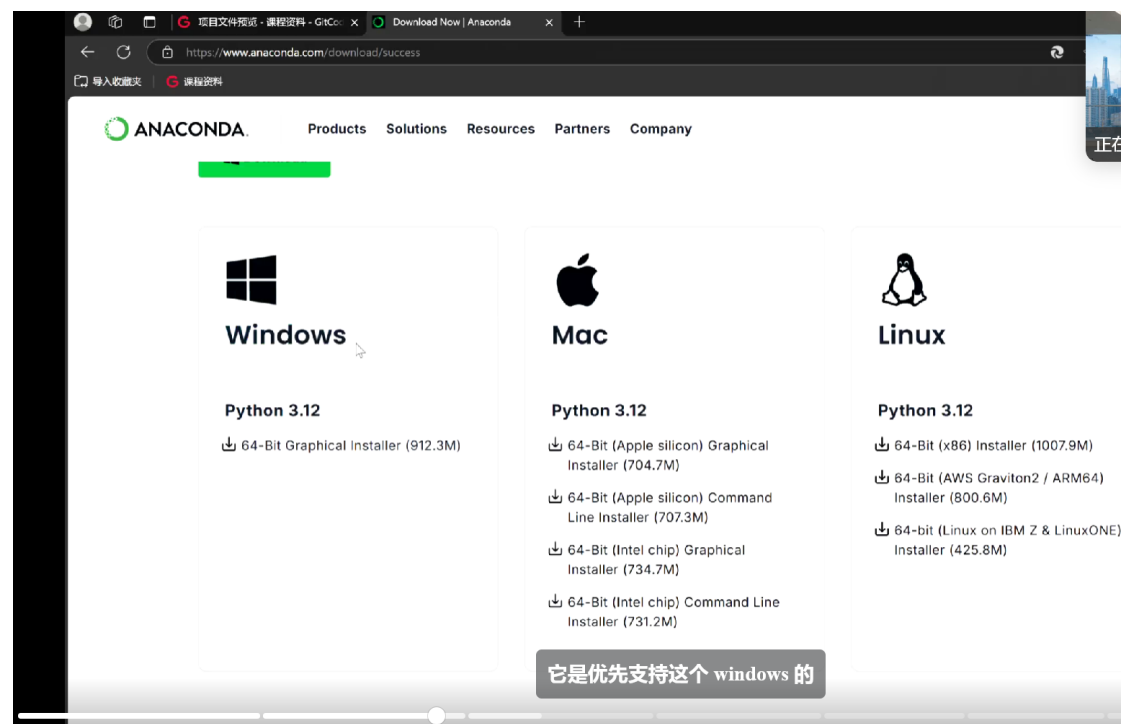 项目文件预览 - 课程资料 - GitCo
Download Now | Anaconda
https://www.anaconda.com/download/success
导入收藏夹
课程资料
ANACONDA.
Products Solutions Resources Partners Company
正在
Windows
Python 3.12
64-Bit Graphical Installer (912.3M)
Mac
Python 3.12
64-Bit (Apple silicon) Graphical
Installer (704.7M)
64-Bit (Apple silicon) Command
Line Installer (707.3M)
64-Bit (Intel chip) Graphical
Installer (734.7M)
64-Bit (Intel chip) Command Line
Installer (731.2M)
Linux
Python 3.12
64-Bit (x86) Installer (1007.9M)
64-Bit (AWS Graviton2 / ARM64)
Installer (800.6M)
64-bit (Linux on IBM Z & LinuxONE)
Installer (425.8M)
它是优先支持这个 windows 的